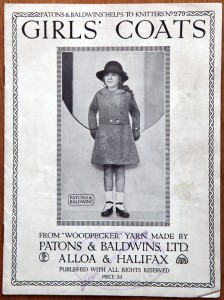 PATONS & BALDWINS' HELPS TO KNITTERS No 279
GIRLS' COATS
PATONS &
BALDWINS
FROM "WOODPECKER" YARN MADE BY
PATONS & BALDWINS, LTD.
ALLOA & HALIFAX
PUBLISHED WITH ALL RIGHTS RESERVED
PRICE 3d.